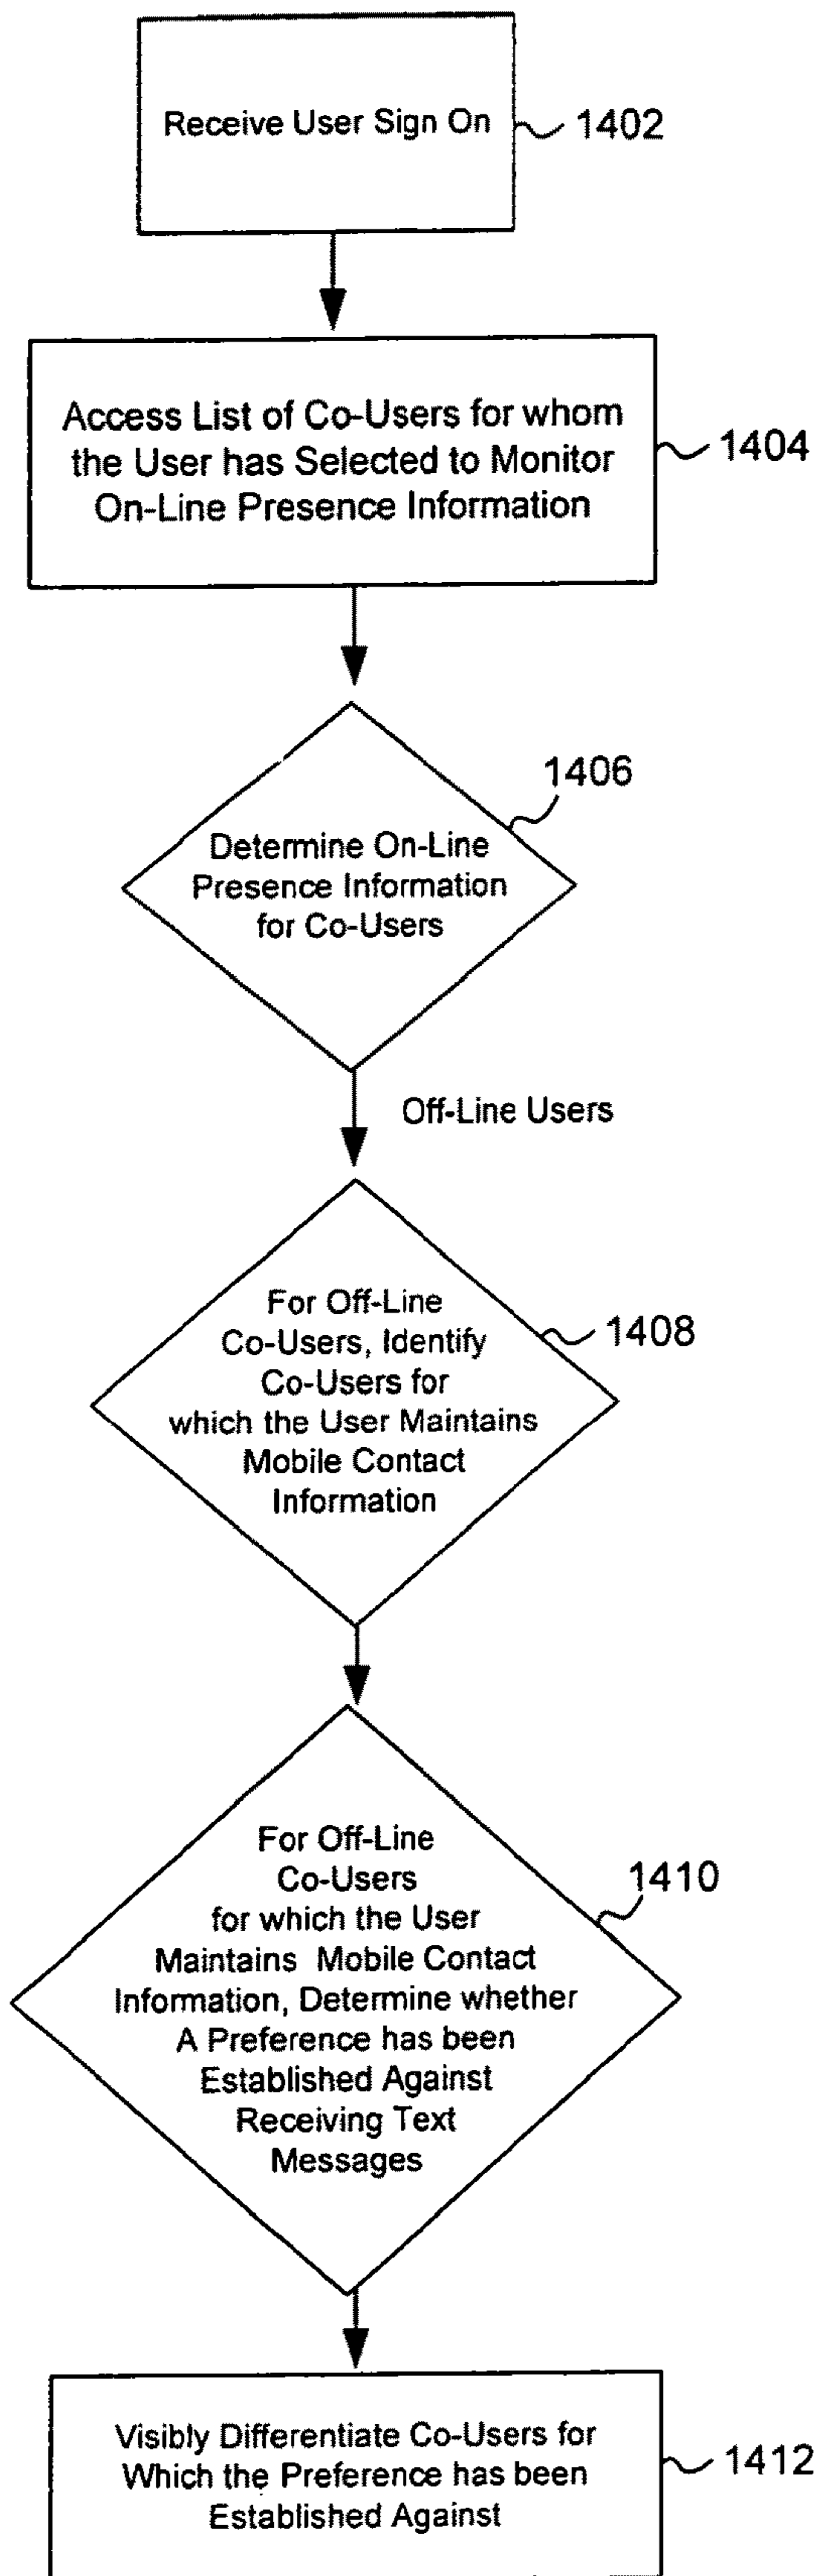 Receive User Sign On
1402
Access List of Co-Users for whom
the User has Selected to Monitor
On-Line Presence Information
1404
1406
Determine On-Line
Presence Information
for Co-Users
Off-Line Users
For Off-Line
Co-Users, Identify
Co-Users for
which the User Maintains
Mobile Contact
Information
1408
For Off-Line
Co-Users
for which the User
Maintains Mobile Contact
Information, Determine whether
A Preference has been
Established Against
Receiving Text
Messages
1410
Visibly Differentiate Co-Users for
Which the Preference has been
Established Against
1412